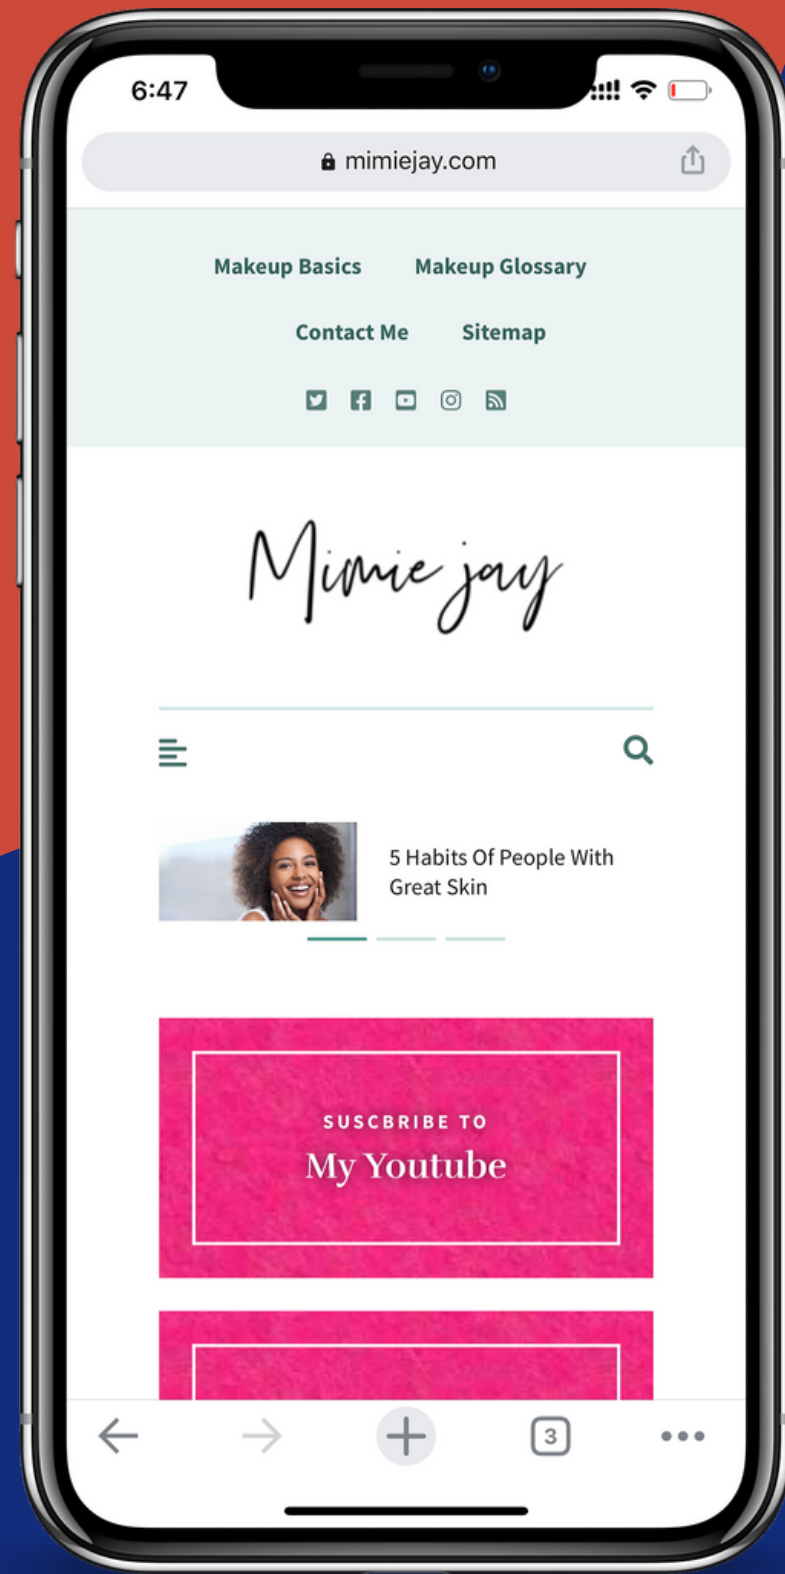 6:47
mimiejay.com
Makeup Basics Makeup Glossary
Contact Me Sitemap
Mimie jay
5 Habits Of People With
Great Skin
SUSCBRIBE TO
My Youtube
3